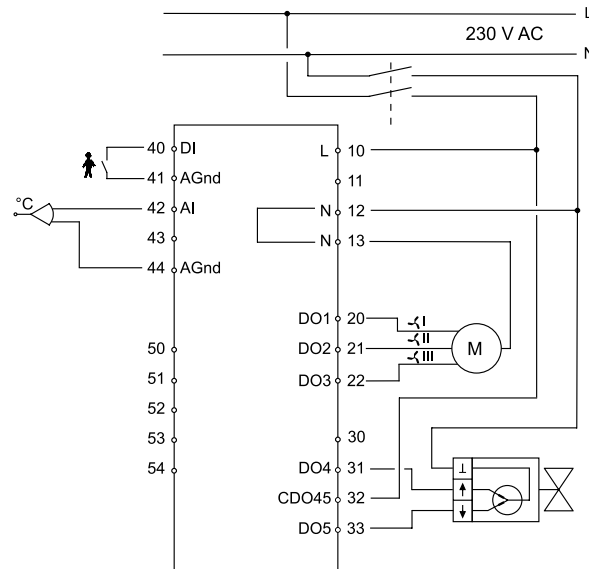 L
230 V AC
N
40 DI
L 10
41 AGnd
11
°C
42 AI
N 12
43
N 13
44 AGnd
DO1 20
I
II
50
DO2 21
M
III
51
DO3 22
52
53
30
54
DO4 31
⊥
↑
CDO45 32
↓
DO5 33